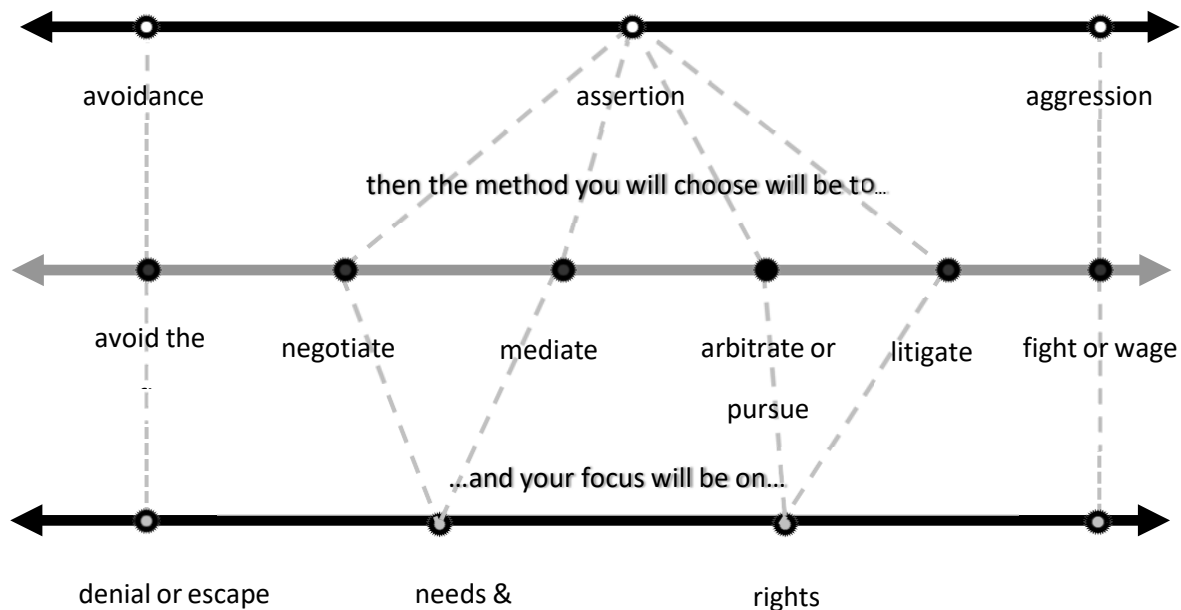 avoidance assertion aggression
then the method you will choose will be to...
avoid the negotiate mediate arbitrate or litigate fight or wage
pursue
...and your focus will be on...
denial or escape needs & rights